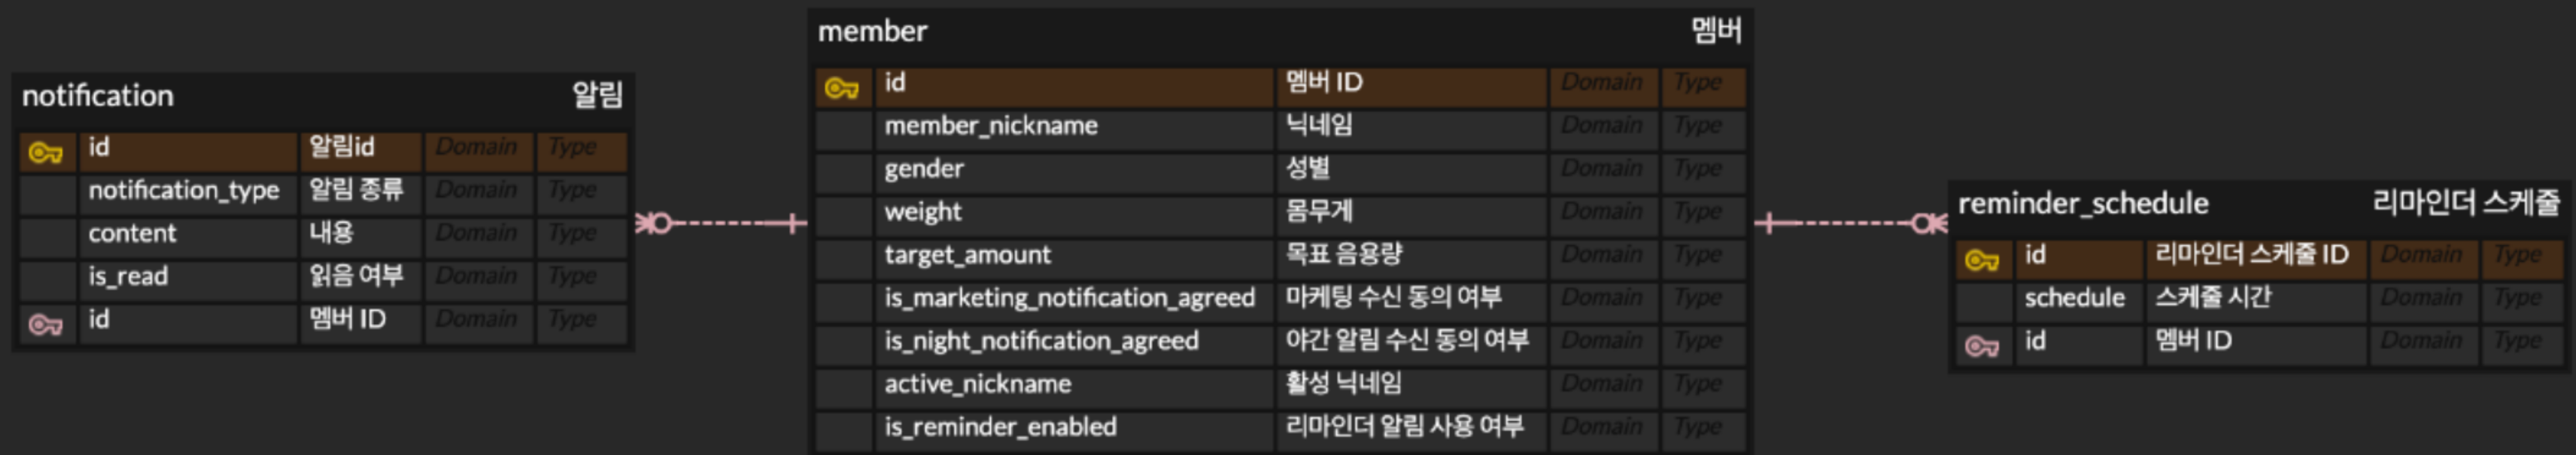 notification 알림
id 알림id Domain Type
notification_type 알림 종류 Domain Type
content 내용 Domain Type
is_read 읽음 여부 Domain Type
id 멤버 ID Domain Type
member 멤버
id 멤버 ID Domain Type
member_nickname 닉네임 Domain Type
gender 성별 Domain Type
weight 몸무게 Domain Type
target_amount 목표 음용량 Domain Type
is_marketing_notification_agreed 마케팅 수신 동의 여부 Domain Type
is_night_notification_agreed 야간 알림 수신 동의 여부 Domain Type
active_nickname 활성 닉네임 Domain Type
is_reminder_enabled 리마인더 알림 사용 여부 Domain Type
reminder_schedule 리마인더 스케줄
id 리마인더 스케줄 ID Domain Type
schedule 스케줄 시간 Domain Type
id 멤버 ID Domain Type